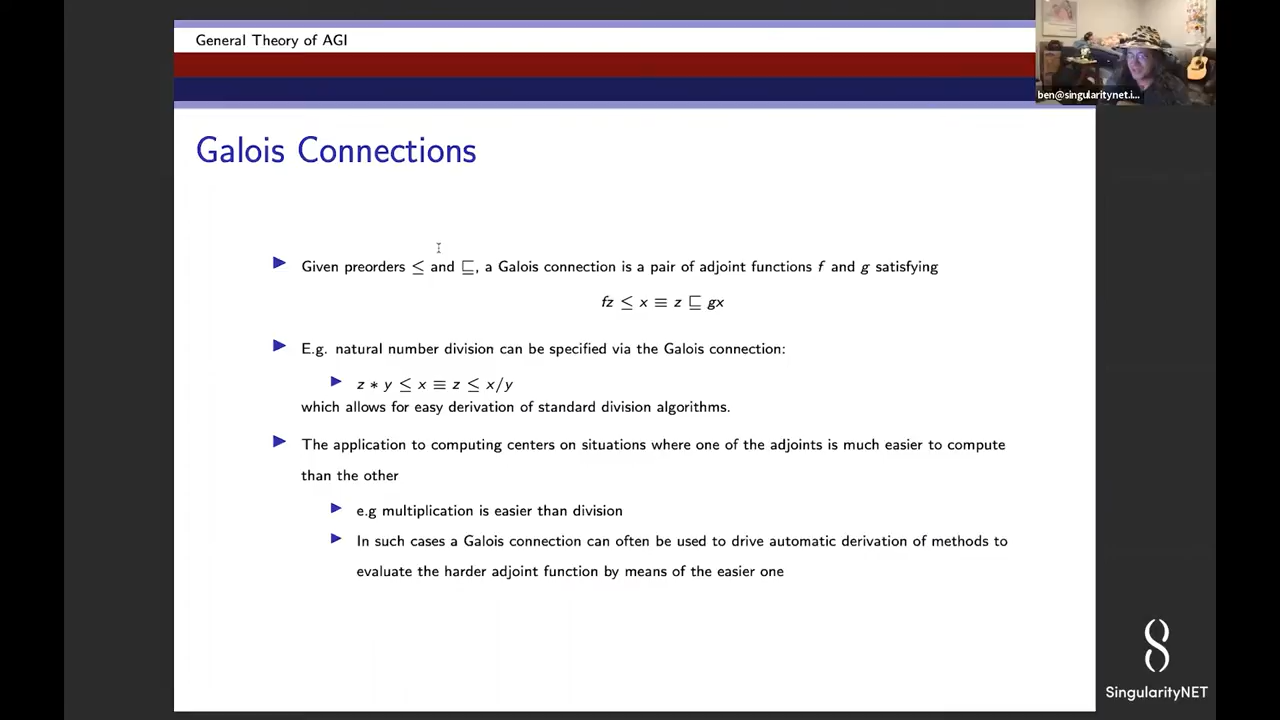 General Theory of AGI
ben@singularitynet.i...
Galois Connections
Given preorders ≤ and ⊑, a Galois connection is a pair of adjoint functions f and g satisfying
fz ≤ x ≡ z ⊑ gx
E.g. natural number division can be specified via the Galois connection:
z ∗ y ≤ x ≡ z ≤ x/y
which allows for easy derivation of standard division algorithms.
The application to computing centers on situations where one of the adjoints is much easier to compute
than the other
e.g multiplication is easier than division
In such cases a Galois connection can often be used to drive automatic derivation of methods to
evaluate the harder adjoint function by means of the easier one
SingularityNET